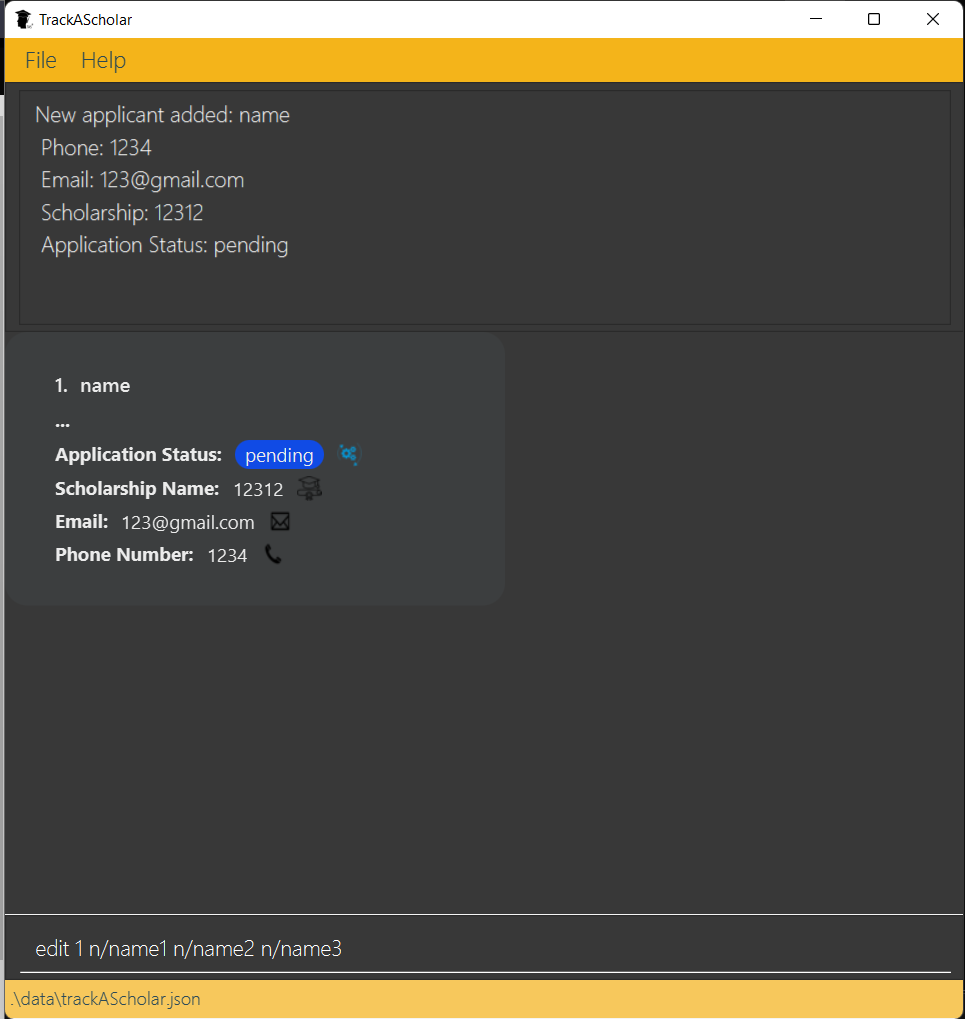 TrackAScholar
File Help
New applicant added: name
Phone: 1234
Email: 123@gmail.com
Scholarship: 12312
Application Status: pending
1. name
...
Application Status: pending
Scholarship Name: 12312
Email: 123@gmail.com
Phone Number: 1234
edit 1 n/name1 n/name2 n/name3
.\data\trackAScholar.json